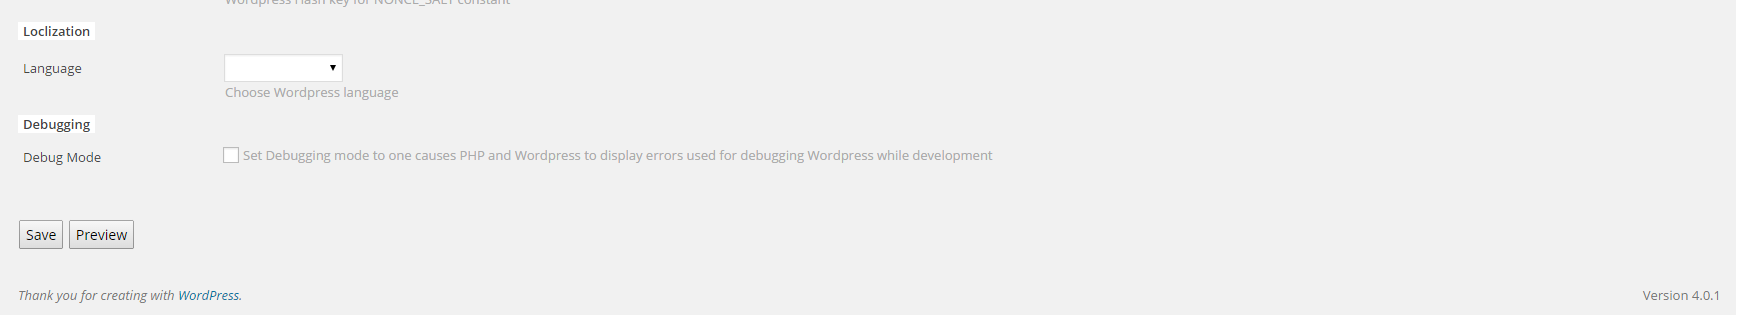 Wordpress Hash key for NONCE_SALT constant
Loclization
Language
Choose Wordpress language
Debugging
Debug Mode
Set Debugging mode to one causes PHP and Wordpress to display errors used for debugging Wordpress while development
Save Preview
Thank you for creating with WordPress.
Version 4.0.1